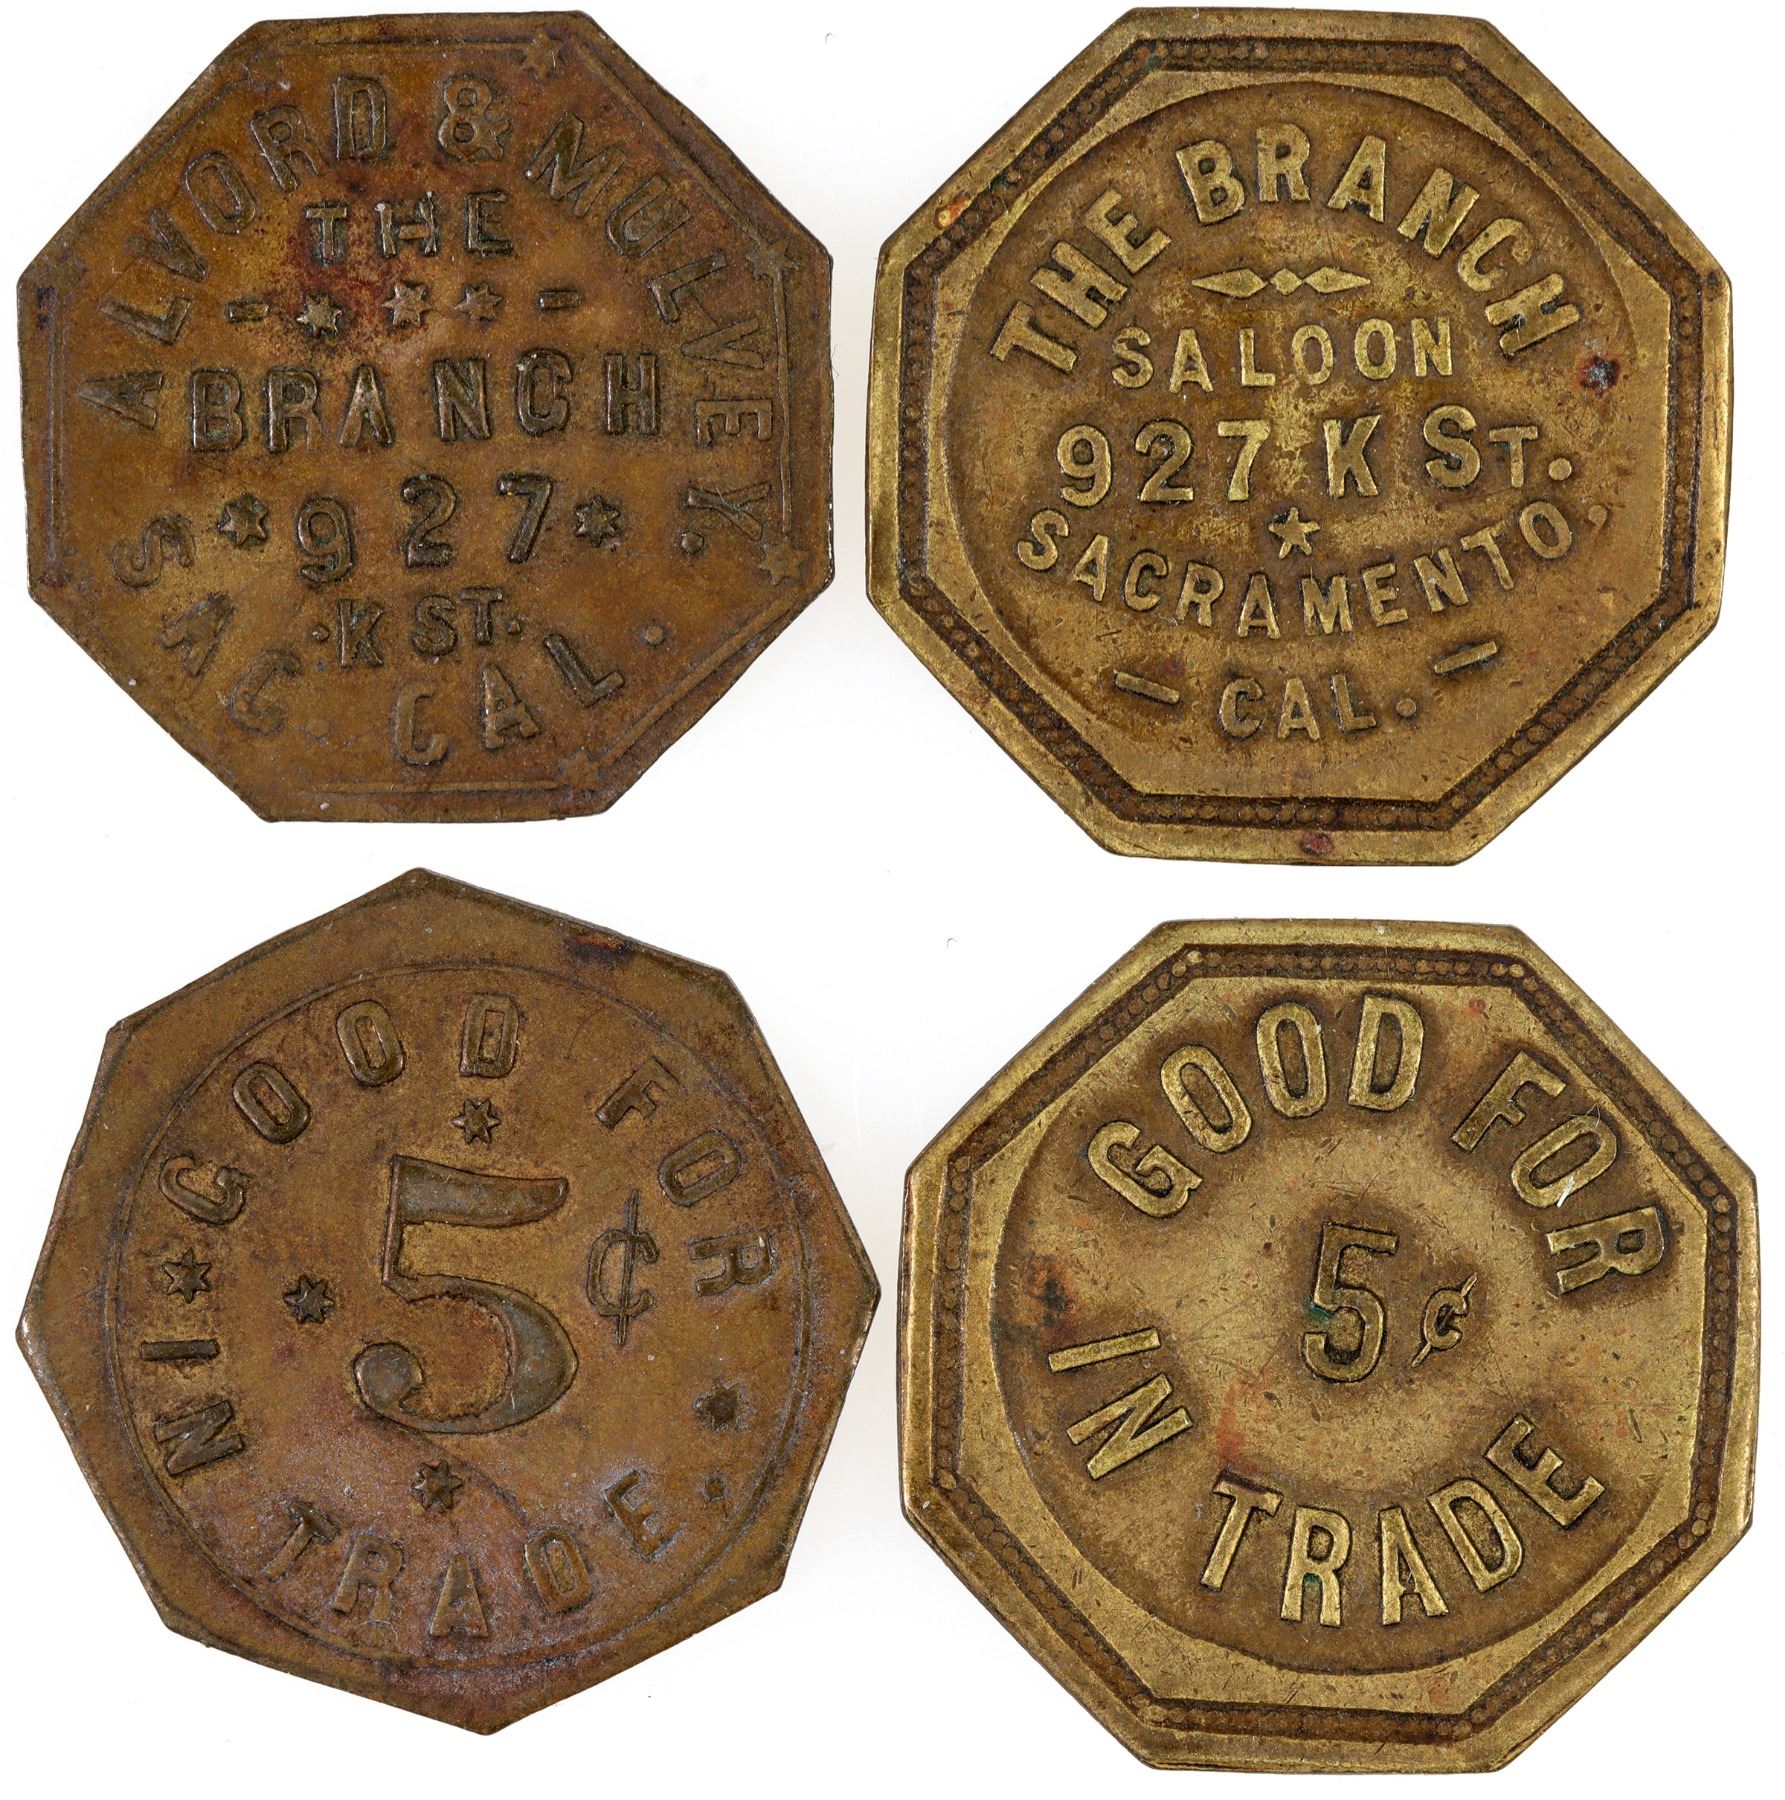 ALVORD & MULVEY.
THE
BRANCH
927
K ST.
SAC. CAL.
THE BRANCH
SALOON
927 K ST.
SACRAMENTO,
CAL.
GOOD FOR
5¢
IN TRADE.
GOOD FOR
5¢
IN TRADE